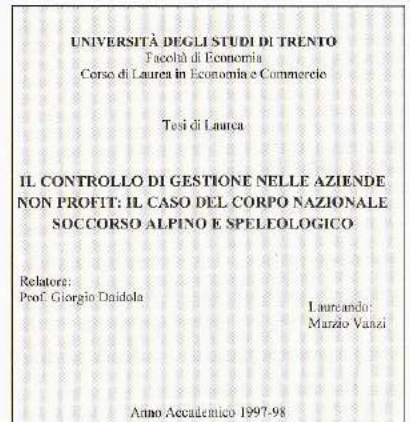 UNIVERSITÀ DEGLI STUDI DI TRENTO
Facoltà di Economia
Corso di Laurea in Economia e Commercio
Tesi di Laurea
IL CONTROLLO DI GESTIONE NELLE AZIENDE
NON PROFIT: IL CASO DEL CORPO NAZIONALE
SOCCORSO ALPINO E SPELEOLOGICO
Relatore:
Prof. Giorgio Daidola
Laureando:
Marzio Vanzi
Anno Accademico 1997-98